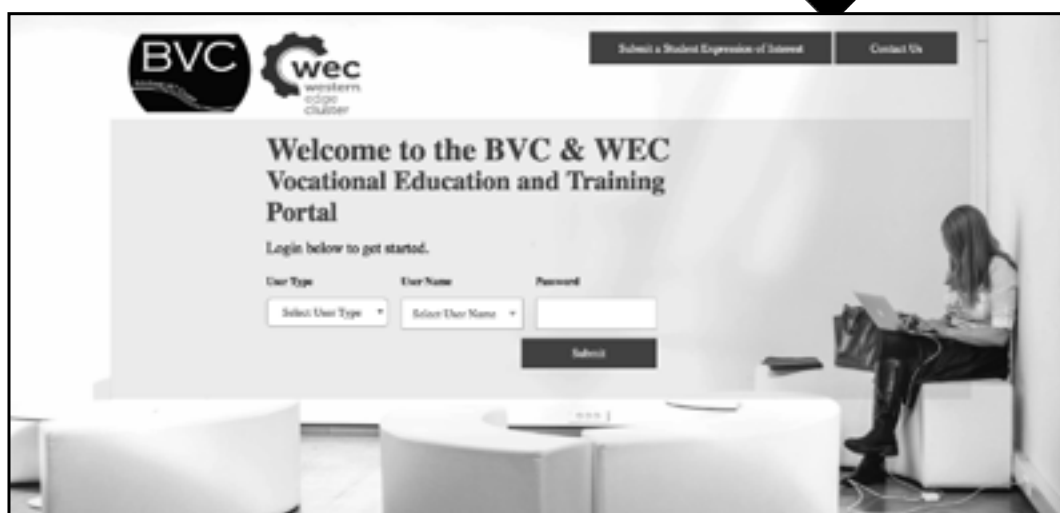 BVC
wec
western
edge
cluster
Submit a Student Expression of Interest
Contact Us
Welcome to the BVC & WEC
Vocational Education and Training
Portal
Login below to get started.
User Type
User Name
Password
Select User Type
Select User Name
Submit